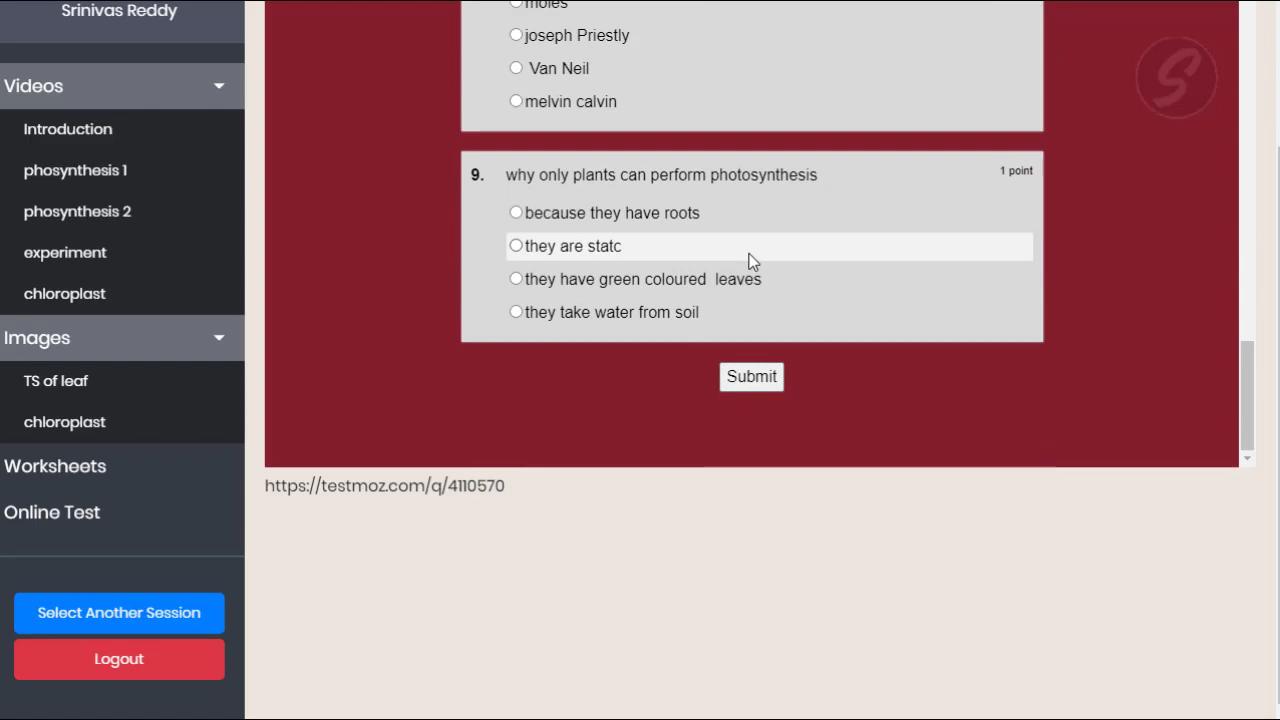 Srinivas Reddy
Videos
Introduction
phosynthesis 1
phosynthesis 2
experiment
chloroplast
Images
TS of leaf
chloroplast
Worksheets
Online Test
Select Another Session
Logout
moles
joseph Priestly
Van Neil
melvin calvin
9. why only plants can perform photosynthesis 1 point
because they have roots
they are statc
they have green coloured leaves
they take water from soil
Submit
https://testmoz.com/q/4110570
S